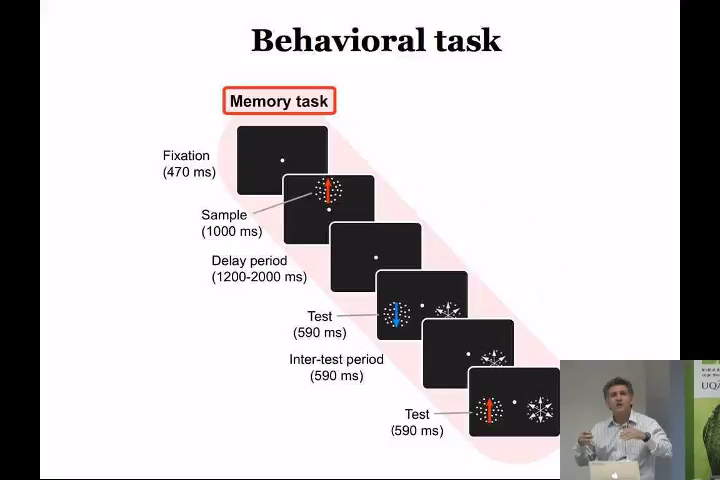 Behavioral task
Memory task
Fixation
(470 ms)
Sample
(1000 ms)
Delay period
(1200-2000 ms)
Test
(590 ms)
Inter-test period
(590 ms)
Test
(590 ms)